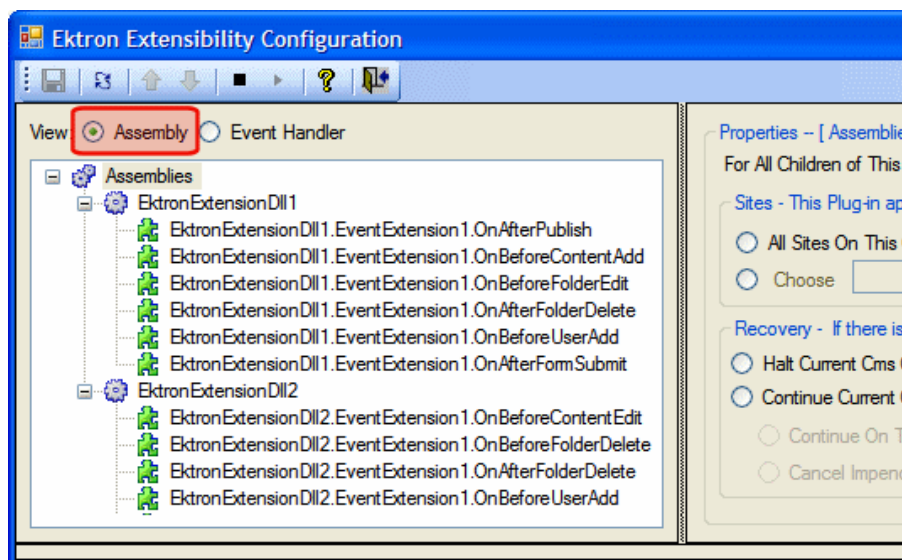 Ektron Extensibility Configuration
View: Assembly Event Handler
Assemblies
EktronExtensionDll1
EktronExtensionDll1.EventExtension1.OnAfterPublish
EktronExtensionDll1.EventExtension1.OnBeforeContentAdd
EktronExtensionDll1.EventExtension1.OnBeforeFolderEdit
EktronExtensionDll1.EventExtension1.OnAfterFolderDelete
EktronExtensionDll1.EventExtension1.OnBeforeUserAdd
EktronExtensionDll1.EventExtension1.OnAfterFormSubmit
EktronExtensionDll2
EktronExtensionDll2.EventExtension1.OnBeforeContentEdit
EktronExtensionDll2.EventExtension1.OnBeforeFolderDelete
EktronExtensionDll2.EventExtension1.OnAfterFolderDelete
EktronExtensionDll2.EventExtension1.OnBeforeUserAdd
Properties -- [ Assemblie
For All Children of This
Sites - This Plug-in ap
All Sites On This
Choose
Recovery - If there is
Halt Current Cms
Continue Current
Continue On T
Cancel Impend